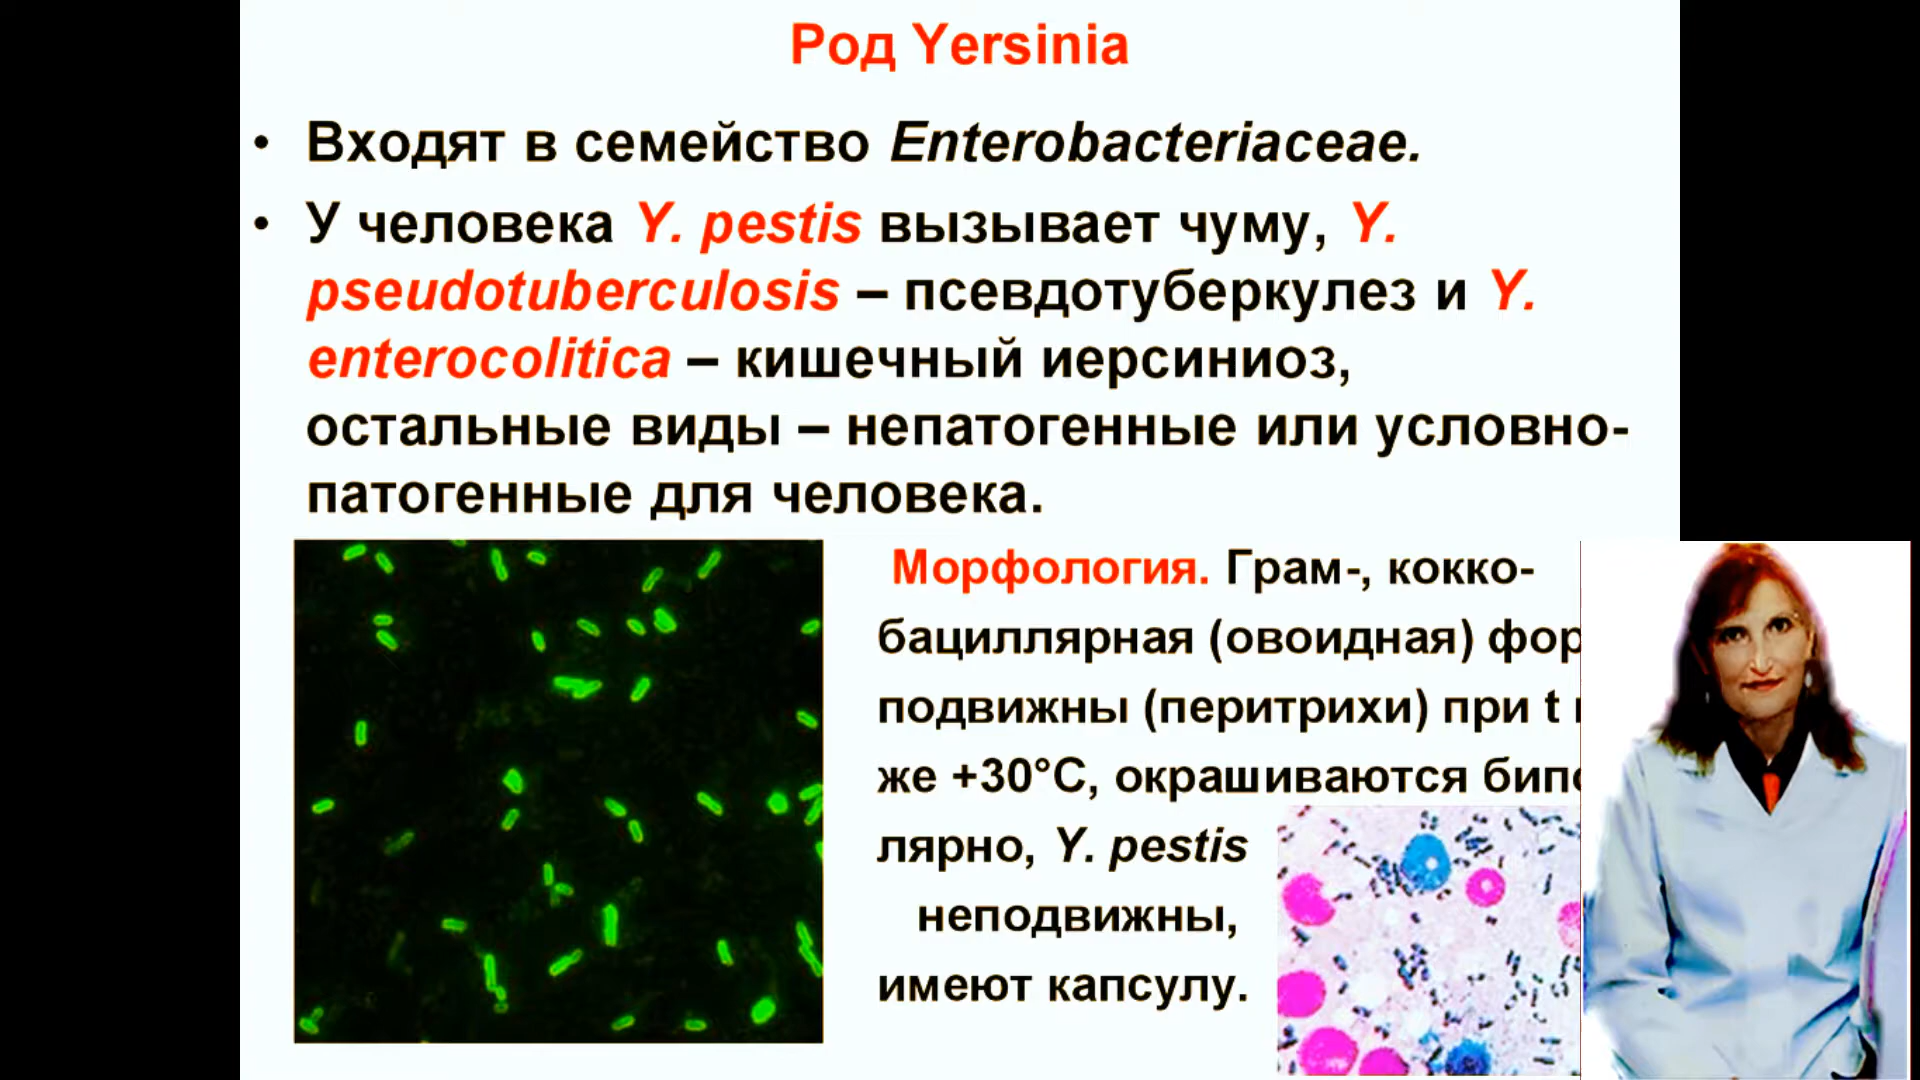 Род Yersinia
• Входят в семейство Enterobacteriaceae.
• У человека Y. pestis вызывает чуму, Y.
pseudotuberculosis – псевдотуберкулез и Y.
enterocolitica – кишечный иерсиниоз,
остальные виды – непатогенные или условно-
патогенные для человека.
Морфология. Грам-, кокко-
бациллярная (овоидная)
подвижны (перитрихи) при t
же +30°С, окрашиваются
лярно, Y. pestis
неподвижны,
имеют капсулу.